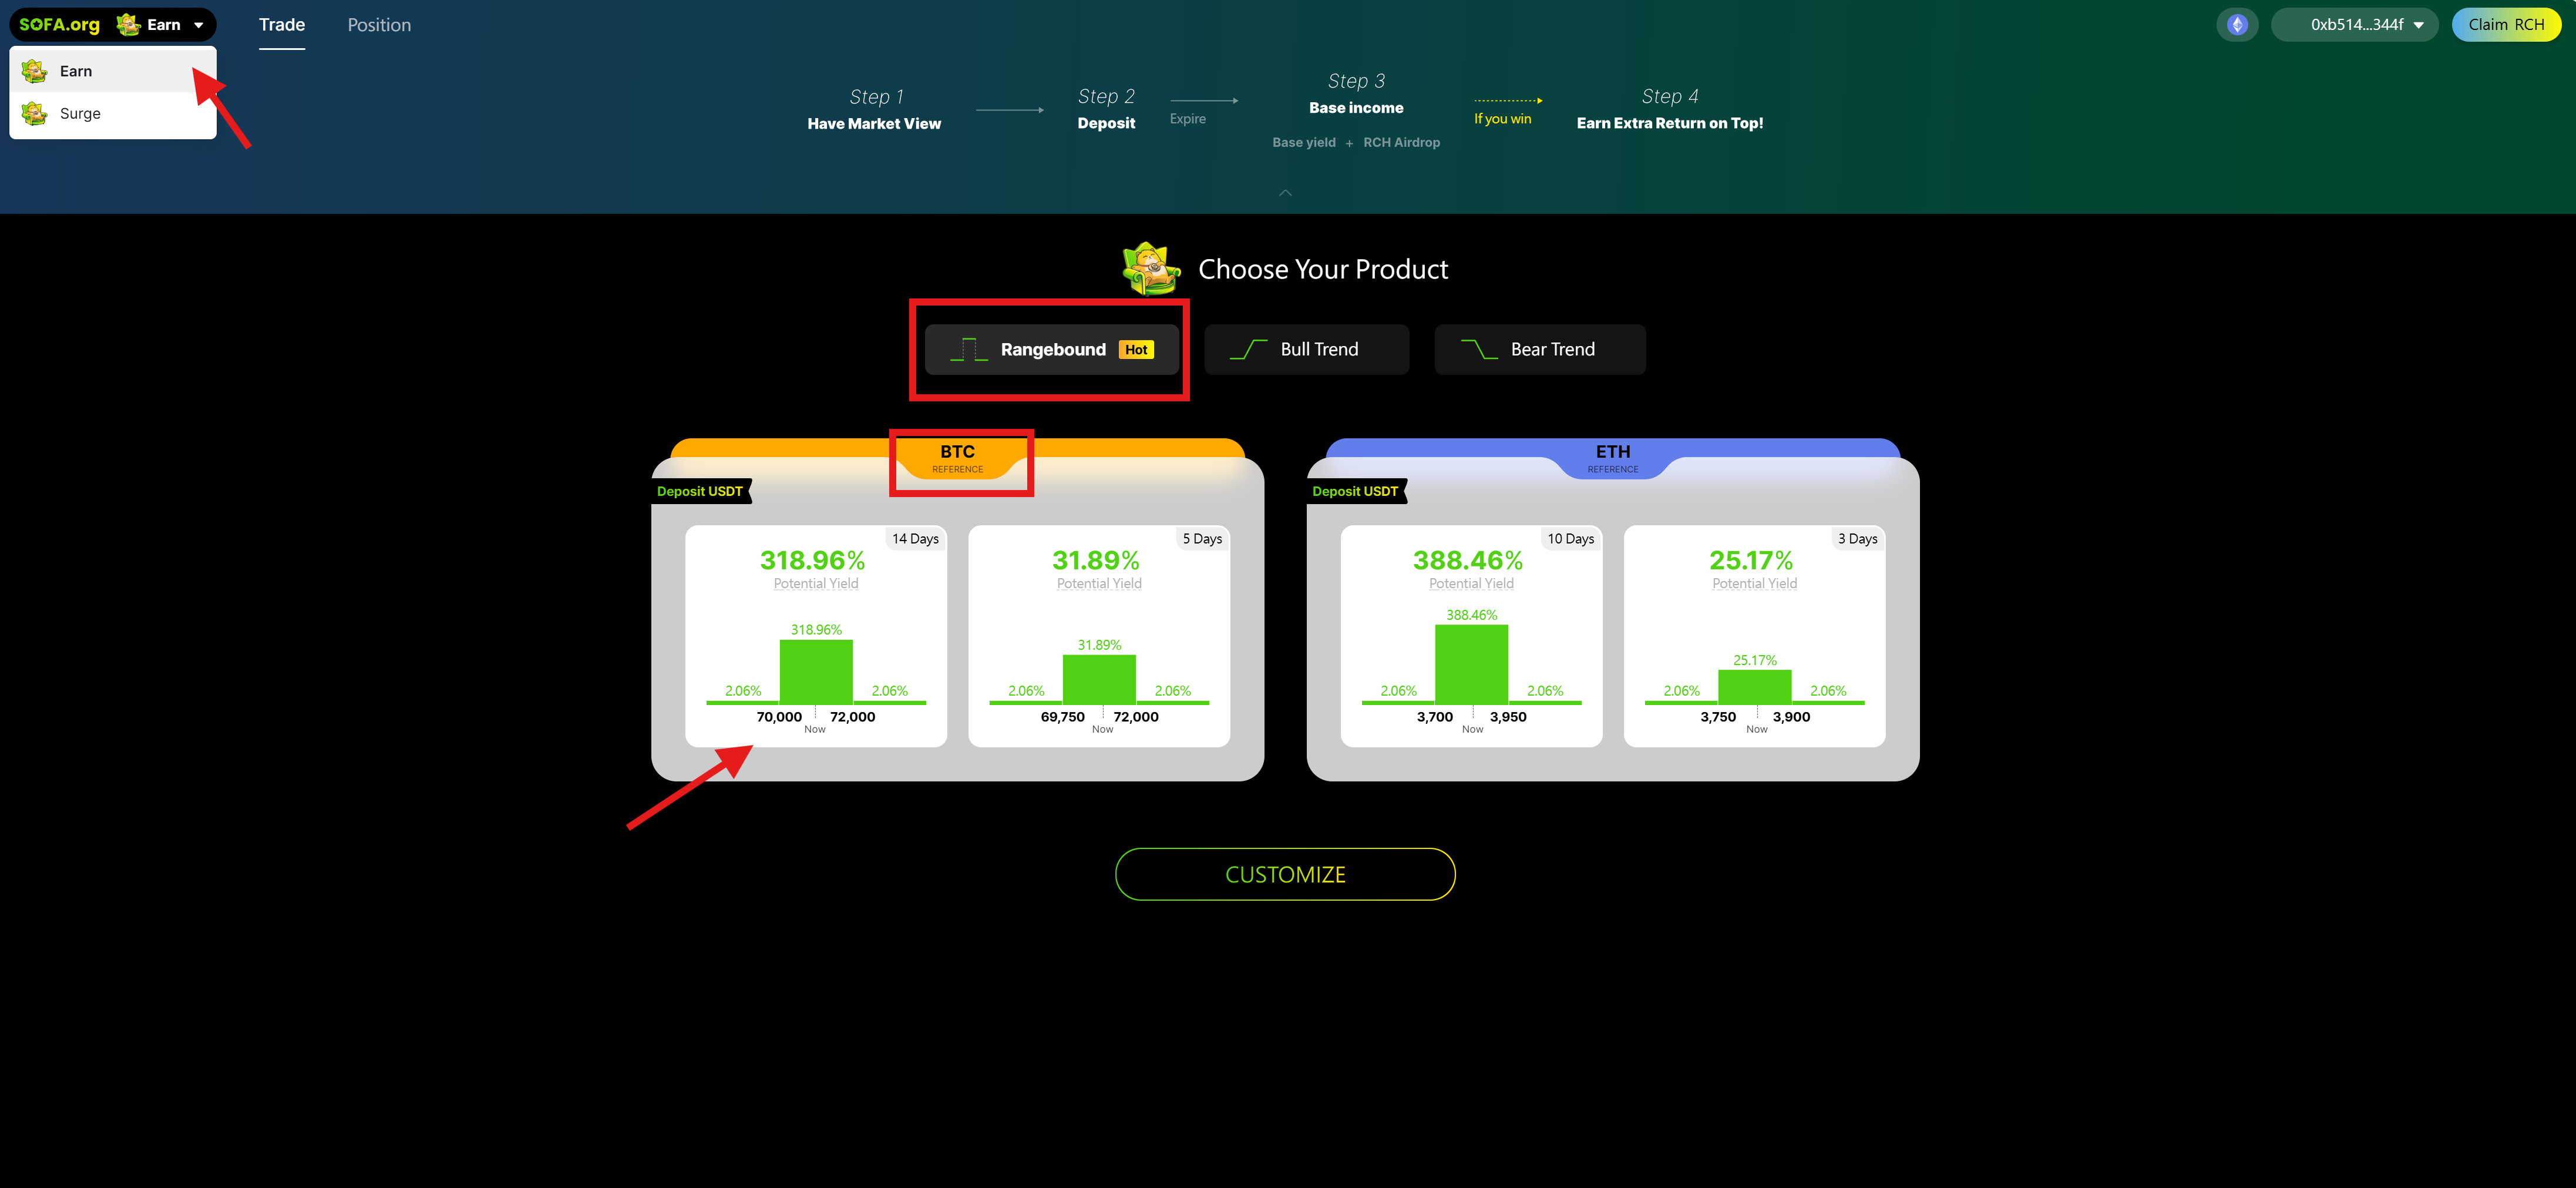 SOFA.org Earn Trade Position 0xb514...344f Claim RCH
Earn
Surge
Step 1
Have Market View
Step 2
Deposit
Expire
Step 3
Base income
Base yield + RCH Airdrop
If you win
Step 4
Earn Extra Return on Top!
Choose Your Product
Rangebound Hot
Bull Trend
Bear Trend
BTC
REFERENCE
Deposit USDT
14 Days
318.96%
Potential Yield
318.96%
2.06% 2.06%
70,000 72,000
Now
5 Days
31.89%
Potential Yield
31.89%
2.06% 2.06%
69,750 72,000
Now
ETH
REFERENCE
Deposit USDT
10 Days
388.46%
Potential Yield
388.46%
2.06% 2.06%
3,700 3,950
Now
3 Days
25.17%
Potential Yield
25.17%
2.06% 2.06%
3,750 3,900
Now
CUSTOMIZE